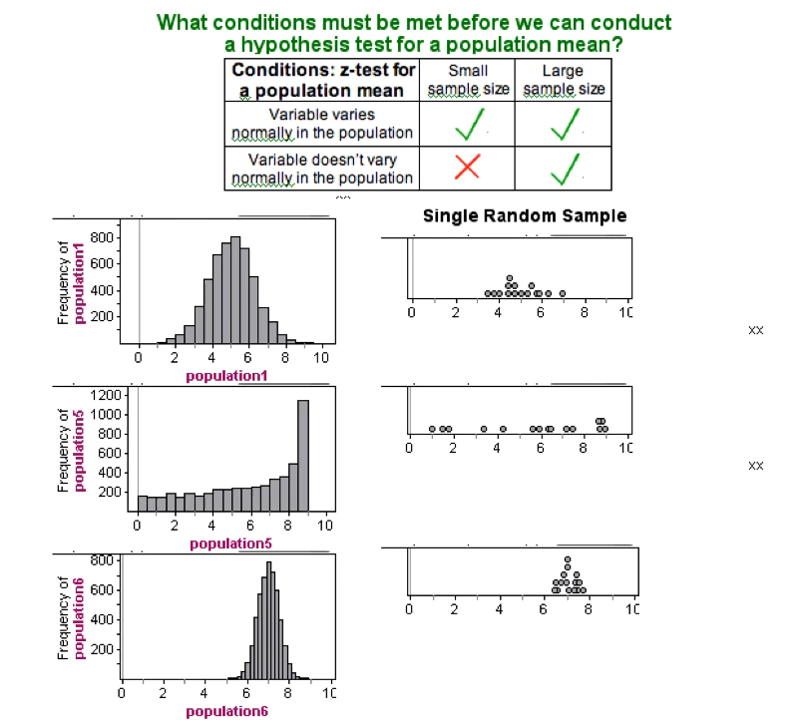 What conditions must be met before we can conduct
a hypothesis test for a population mean?
Conditions: z-test for
a population mean
Small
sample size
Large
sample size
Variable varies
normally in the population
Variable doesn't vary
normally in the population
Single Random Sample
Frequency of
population1
800
600
400
200
0 2 4 6 8 10
population1
0 2 4 6 8 10
xx
Frequency of
population5
1200
1000
800
600
400
200
0 2 4 6 8 10
population5
0 2 4 6 8 10
xx
Frequency of
population6
800
600
400
200
0 2 4 6 8 10
population6
0 2 4 6 8 10